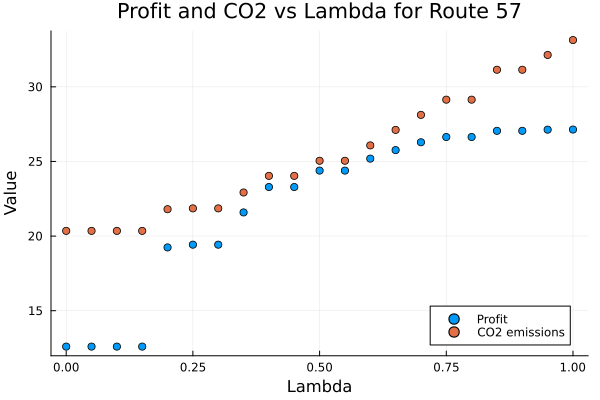 Profit and CO2 vs Lambda for Route 57
Value
30
25
20
15
0.00 0.25 0.50 0.75 1.00
Lambda
Profit
CO2 emissions